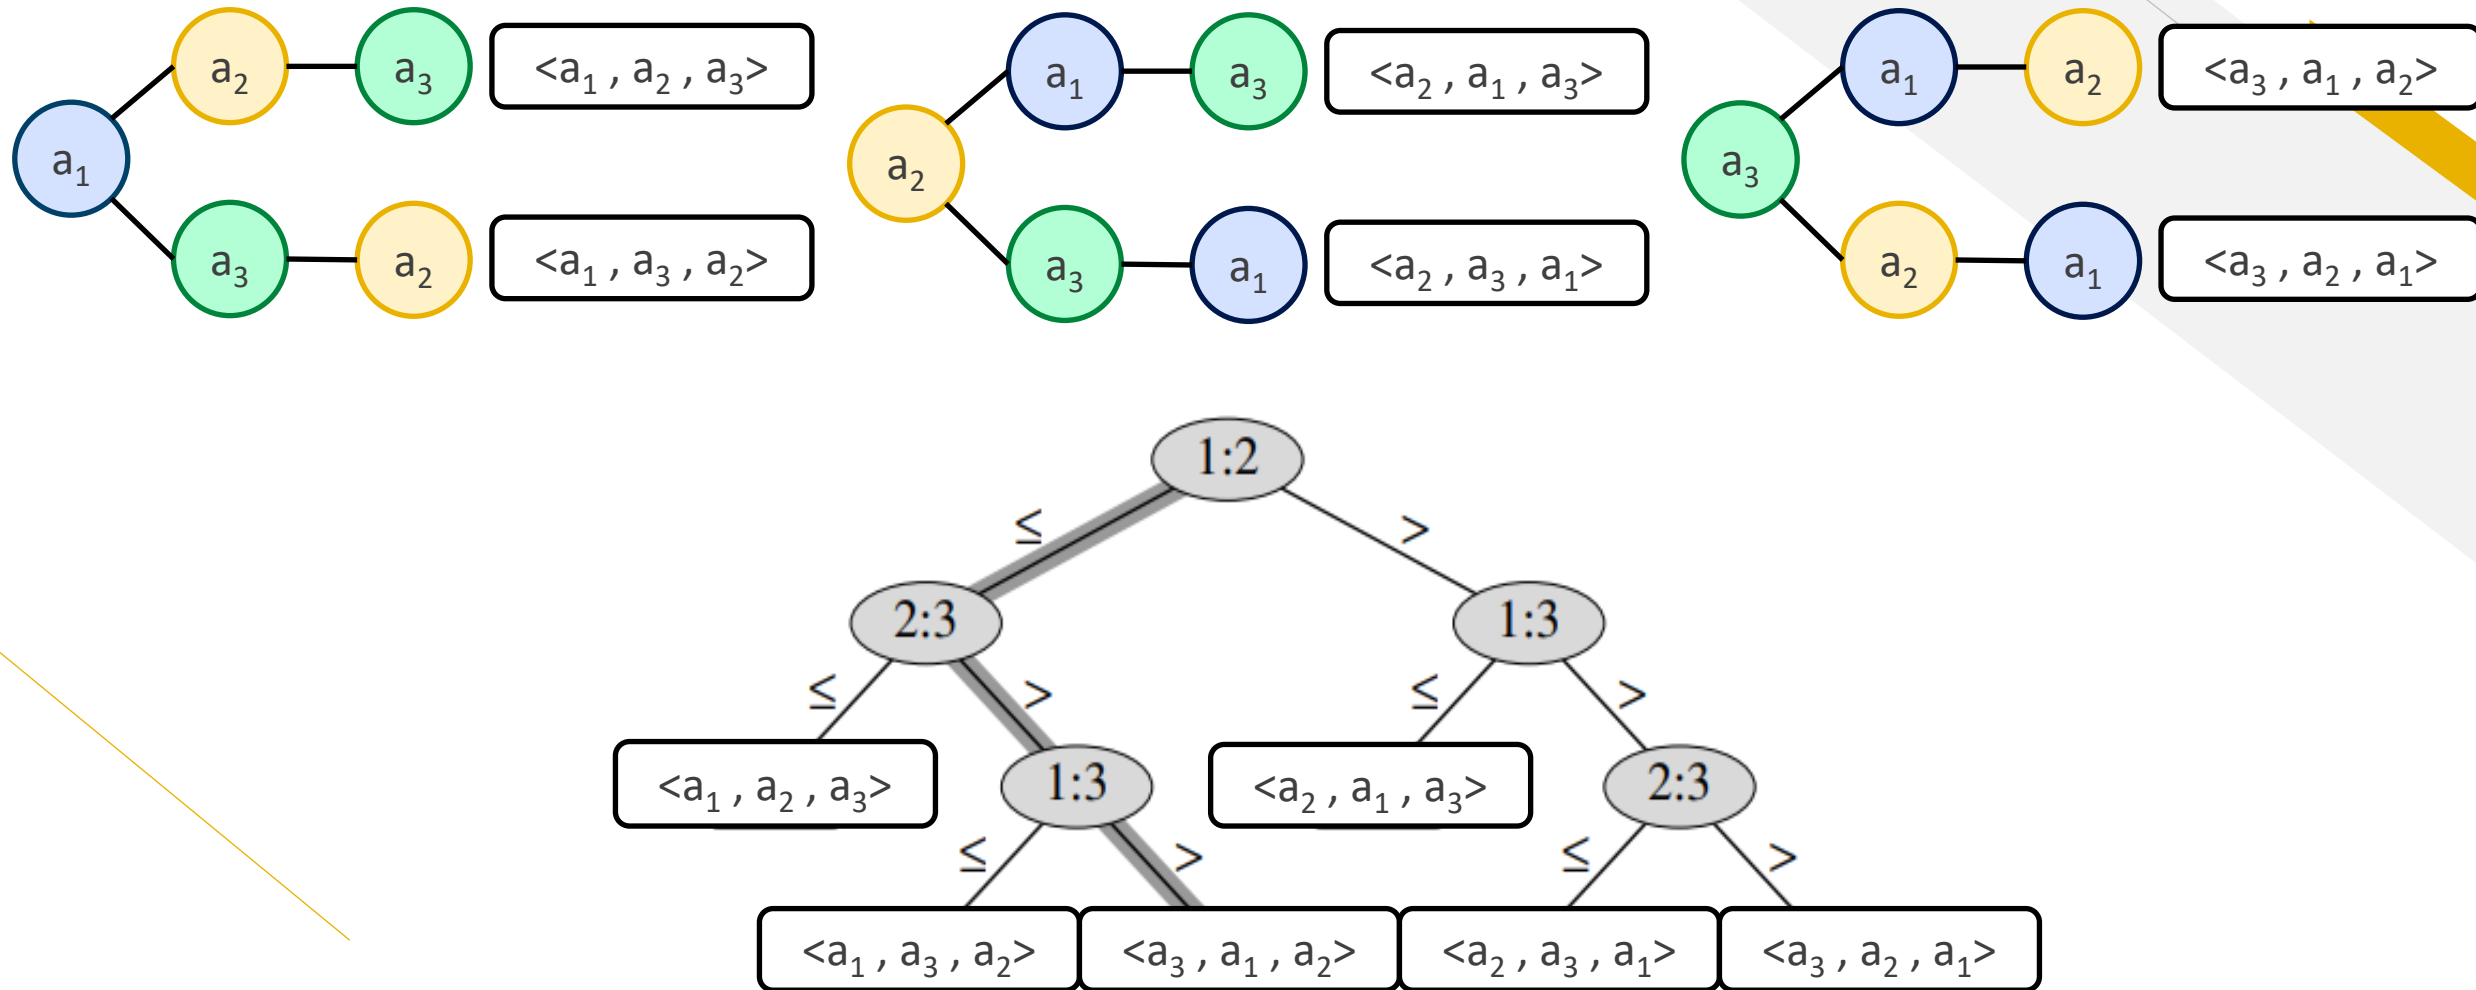 a₂ a₃ <a₁ , a₂ , a₃>
a₁
a₃ a₂ <a₁ , a₃ , a₂>
a₁ a₃ <a₂ , a₁ , a₃>
a₂
a₃ a₁ <a₂ , a₃ , a₁>
a₁ a₂ <a₃ , a₁ , a₂>
a₃
a₂ a₁ <a₃ , a₂ , a₁>
1:2
≤ >
2:3 1:3
≤ > ≤ >
<a₁ , a₂ , a₃> 1:3 <a₂ , a₁ , a₃> 2:3
≤ > ≤ >
<a₁ , a₃ , a₂> <a₃ , a₁ , a₂> <a₂ , a₃ , a₁> <a₃ , a₂ , a₁>